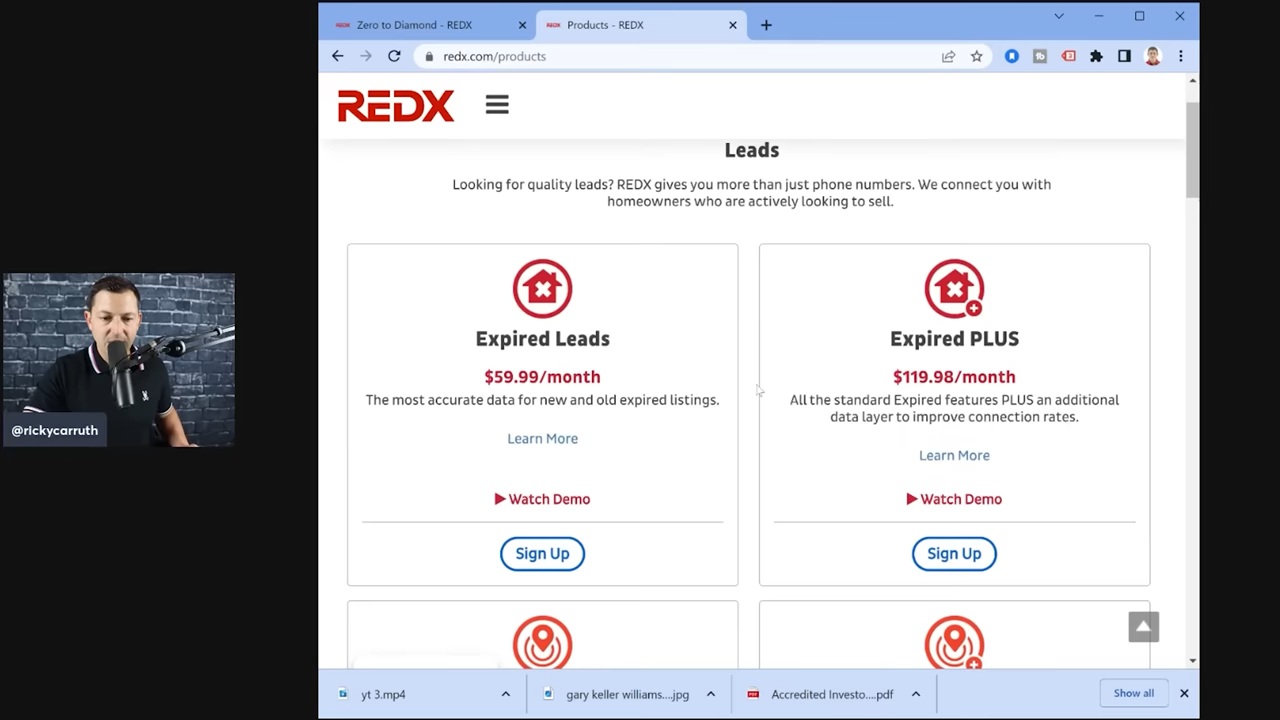 REDX Zero to Diamond - REDX
REDX Products - REDX
redx.com/products
REDX
Leads
Looking for quality leads? REDX gives you more than just phone numbers. We connect you with
homeowners who are actively looking to sell.
Expired Leads
$59.99/month
The most accurate data for new and old expired listings.
Learn More
Watch Demo
Sign Up
Expired PLUS
$119.98/month
All the standard Expired features PLUS an additional
data layer to improve connection rates.
Learn More
Watch Demo
Sign Up
@rickycarruth
yt 3.mp4
gary keller williams....jpg
Accredited Investo....pdf
Show all